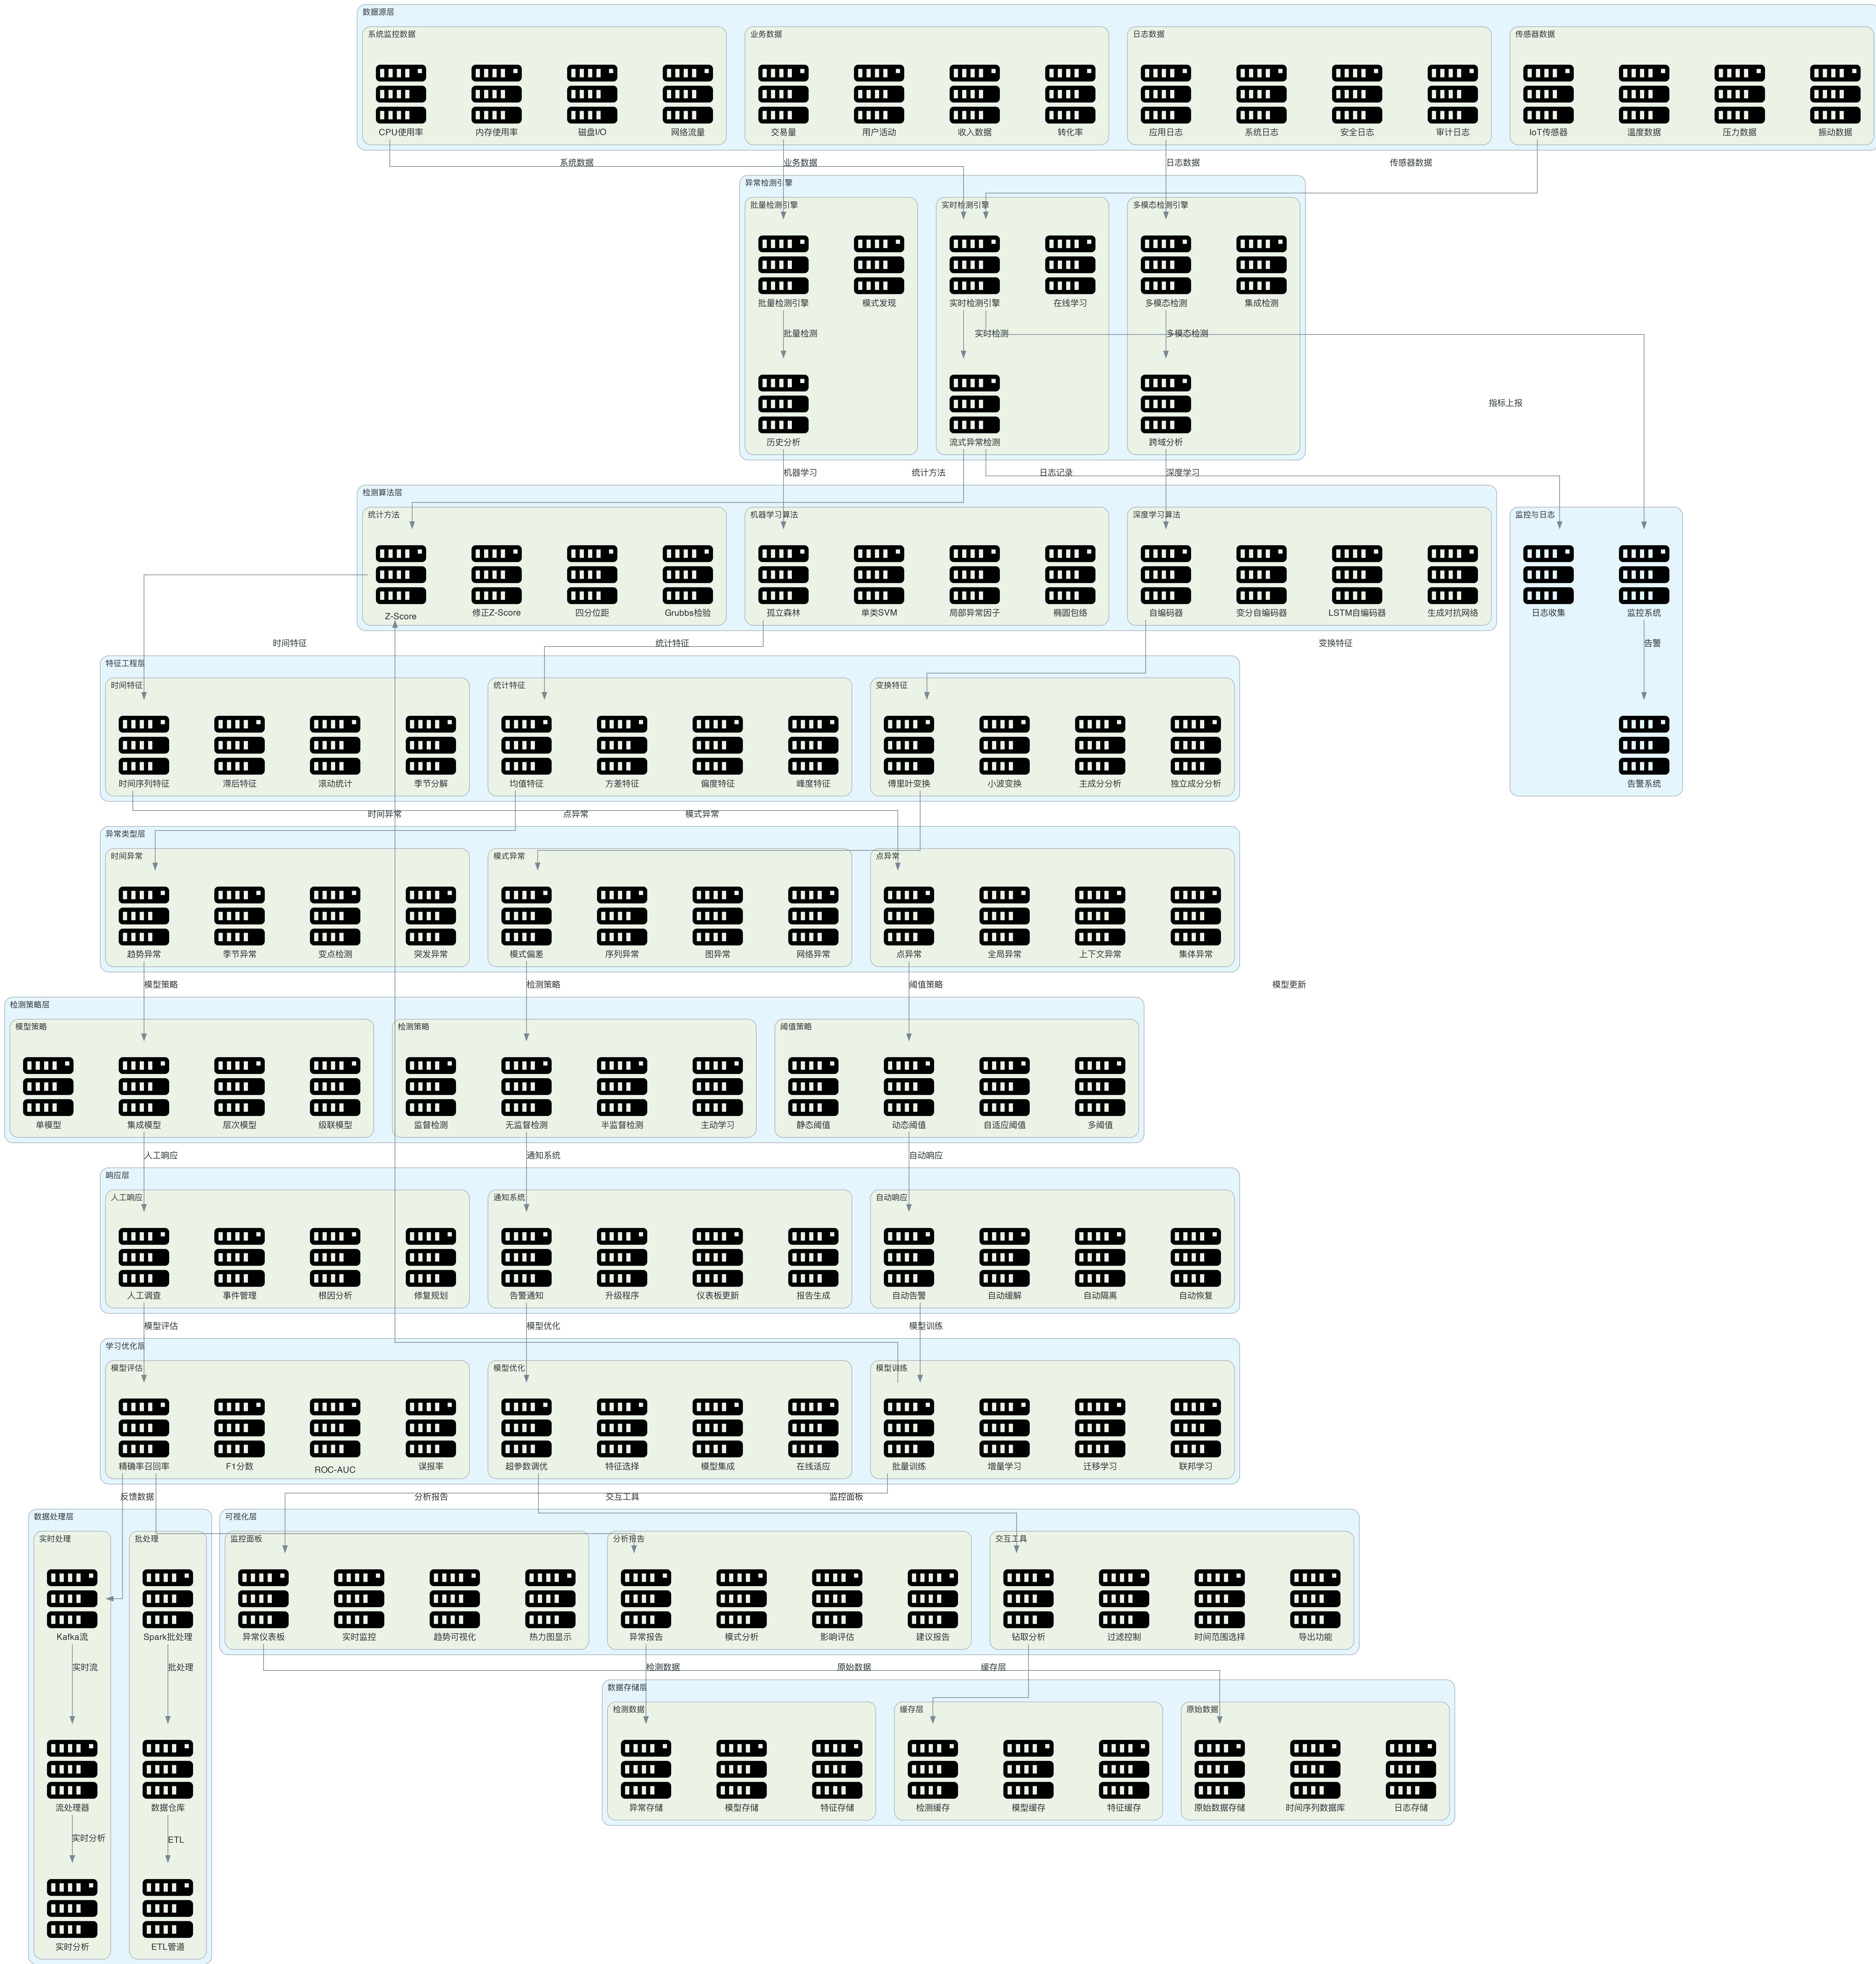 数据源层
系统监控数据
业务数据
日志数据
传感器数据
CPU使用率
内存使用率
磁盘I/O
网络流量
交易量
用户活动
收入数据
转化率
应用日志
系统日志
安全日志
审计日志
IoT传感器
温度数据
压力数据
振动数据
系统数据
业务数据
日志数据
传感器数据
异常检测引擎
批量检测引擎
实时检测引擎
多模态检测引擎
批量检测引擎
模式发现
实时检测引擎
在线学习
多模态检测
集成检测
批量检测
实时检测
多模态检测
指标上报
历史分析
流式异常检测
跨域分析
机器学习
统计方法
日志记录
深度学习
检测算法层
统计方法
机器学习算法
深度学习算法
监控与日志
Z-Score
修正Z-Score
四分位距
Grubbs检验
孤立森林
单类SVM
局部异常因子
椭圆包络
自编码器
变分自编码器
LSTM自编码器
生成对抗网络
日志收集
监控系统
时间特征
统计特征
变换特征
告警
特征工程层
时间特征
统计特征
变换特征
时间序列特征
滞后特征
滚动统计
季节分解
均值特征
方差特征
偏度特征
峰度特征
傅里叶变换
小波变换
主成分分析
独立成分分析
告警系统
时间异常
点异常
模式异常
异常类型层
时间异常
模式异常
点异常
趋势异常
季节异常
变点检测
突发异常
模式偏差
序列异常
图异常
网络异常
点异常
全局异常
上下文异常
集体异常
模型策略
检测策略
阈值策略
模型更新
检测策略层
模型策略
检测策略
阈值策略
单模型
集成模型
层次模型
级联模型
监督检测
无监督检测
半监督检测
主动学习
静态阈值
动态阈值
自适应阈值
多阈值
人工响应
通知系统
自动响应
响应层
人工响应
通知系统
自动响应
人工调查
事件管理
根因分析
修复规划
告警通知
升级程序
仪表板更新
报告生成
自动告警
自动缓解
自动隔离
自动恢复
模型评估
模型优化
模型训练
学习优化层
模型评估
模型优化
模型训练
精确率召回率
F1分数
ROC-AUC
误报率
超参数调优
特征选择
模型集成
在线适应
批量训练
增量学习
迁移学习
联邦学习
反馈数据
分析报告
交互工具
监控面板
数据处理层
可视化层
实时处理
批处理
监控面板
分析报告
交互工具
Kafka流
Spark批处理
异常仪表板
实时监控
趋势可视化
热力图显示
异常报告
模式分析
影响评估
建议报告
钻取分析
过滤控制
时间范围选择
导出功能
实时流
批处理
检测数据
原始数据
缓存层
数据存储层
检测数据
缓存层
原始数据
流处理器
数据仓库
异常存储
模型存储
特征存储
检测缓存
模型缓存
特征缓存
原始数据存储
时间序列数据库
日志存储
实时分析
ETL
实时分析
ETL管道